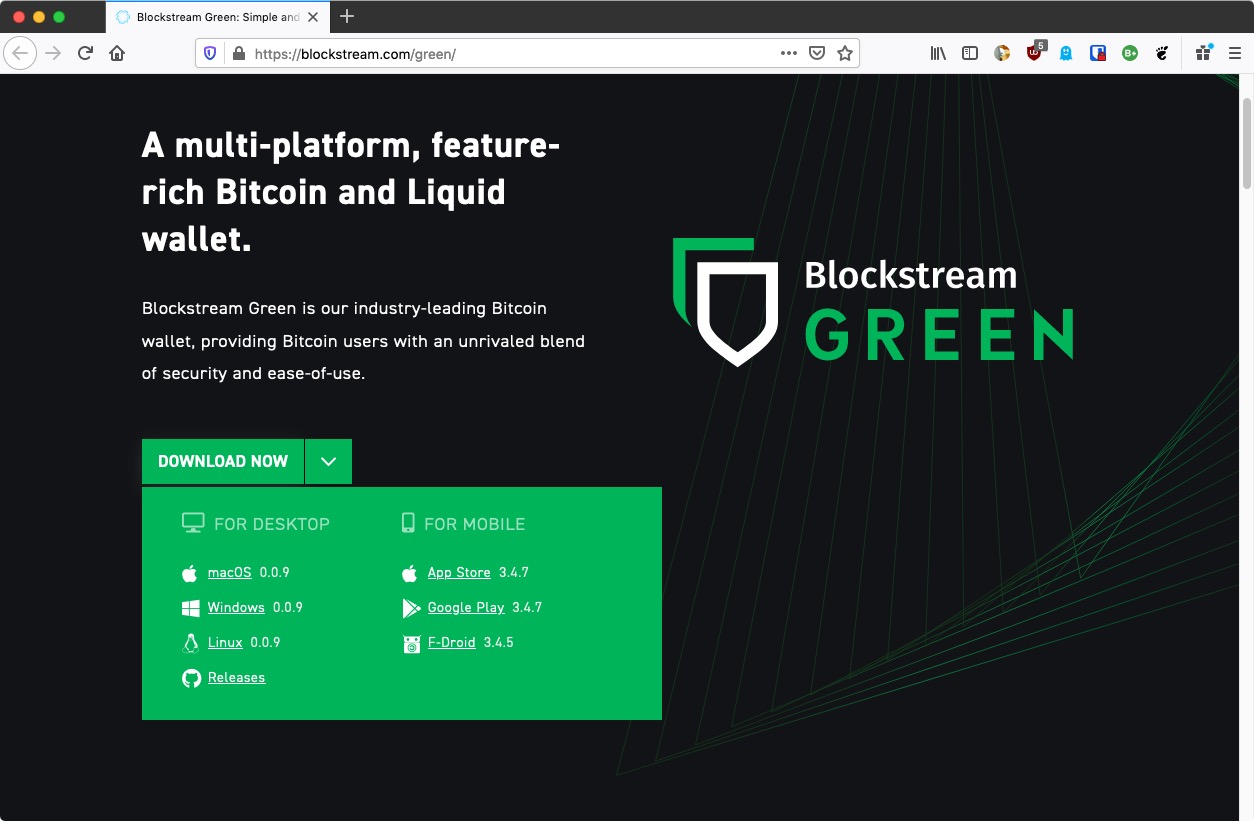 Blockstream Green: Simple and
https://blockstream.com/green/
5
B+
A multi-platform, feature-
rich Bitcoin and Liquid
wallet.
Blockstream Green is our industry-leading Bitcoin
wallet, providing Bitcoin users with an unrivaled blend
of security and ease-of-use.
Blockstream
GREEN
DOWNLOAD NOW
FOR DESKTOP
macOS 0.0.9
Windows 0.0.9
Linux 0.0.9
Releases
FOR MOBILE
App Store 3.4.7
Google Play 3.4.7
F-Droid 3.4.5